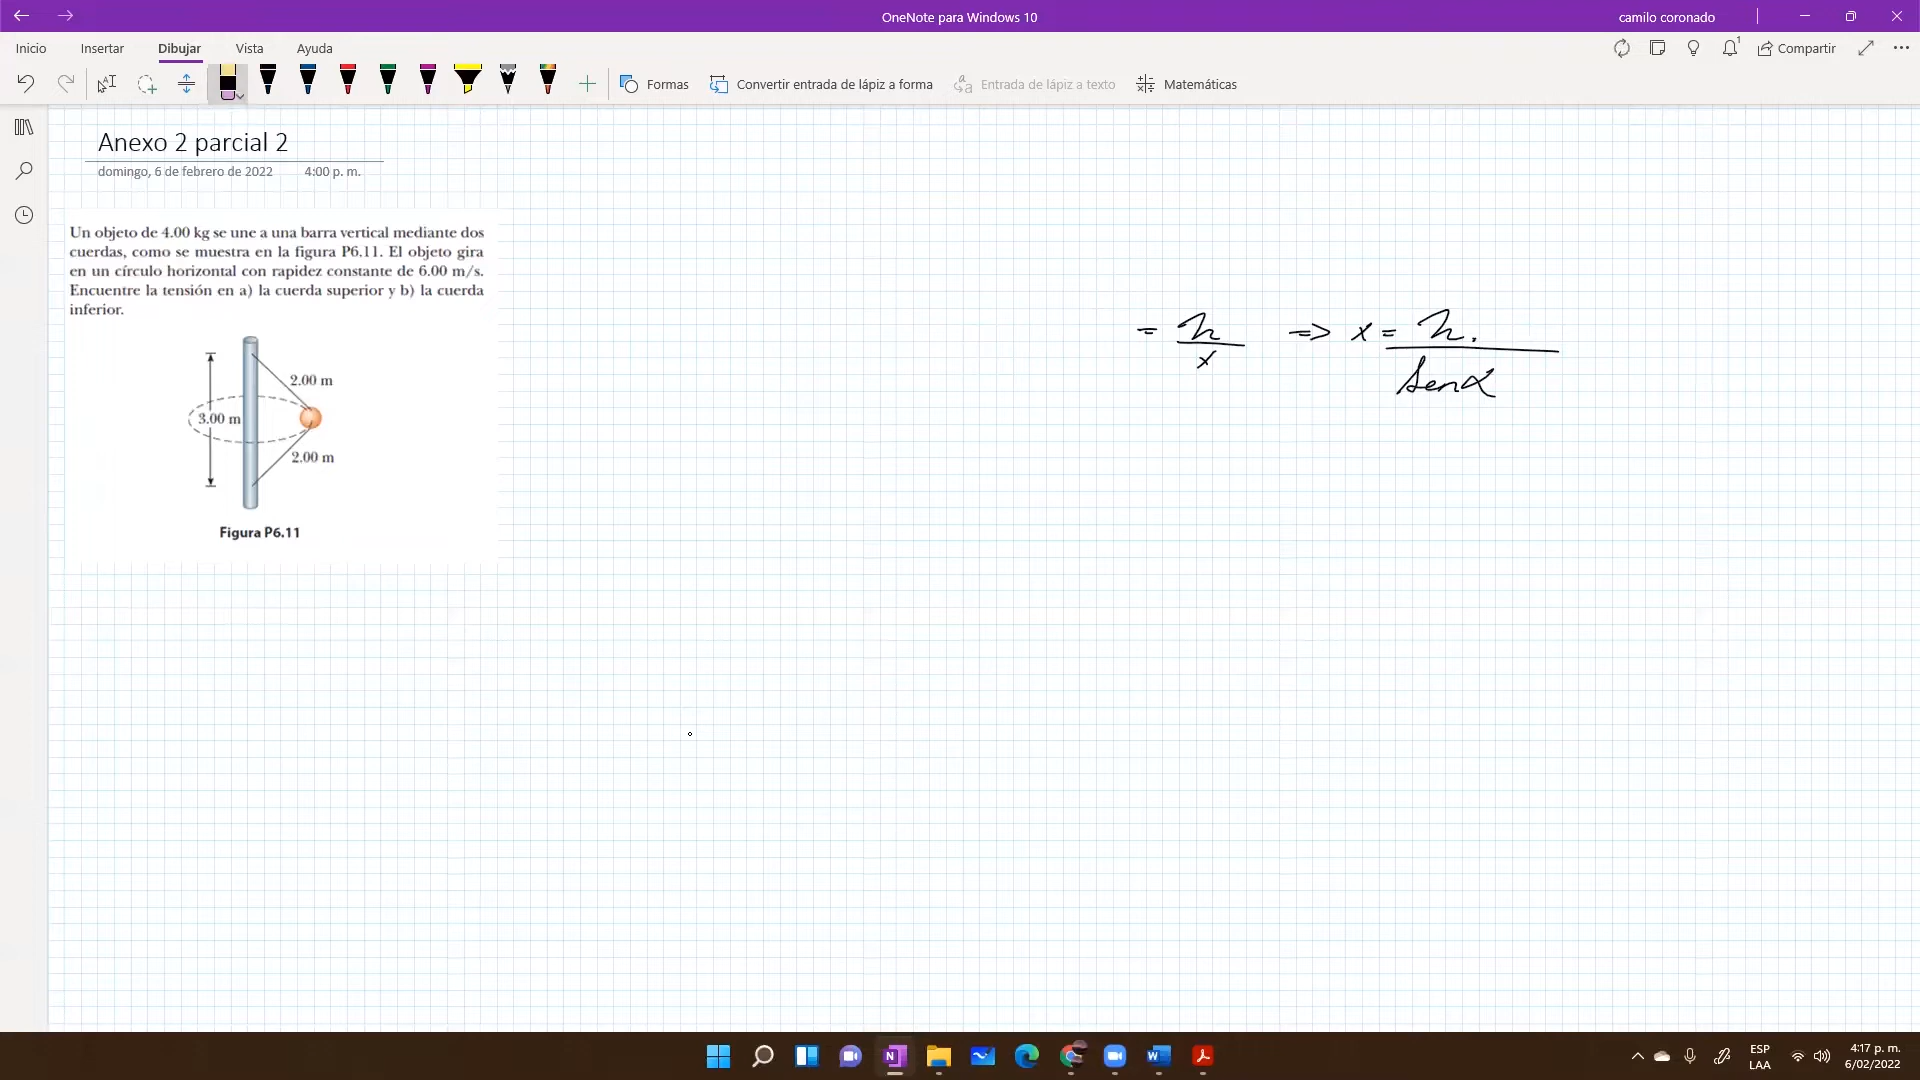 OneNote para Windows 10
camilo coronado
Inicio Insertar Dibujar Vista Ayuda
1
Compartir
Formas Convertir entrada de lápiz a forma Entrada de lápiz a texto Matemáticas
Anexo 2 parcial 2
domingo, 6 de febrero de 2022 4:00 p. m.
Un objeto de 4.00 kg se une a una barra vertical mediante dos
cuerdas, como se muestra en la figura P6.11. El objeto gira
en un círculo horizontal con rapidez constante de 6.00 m/s.
Encuentre la tensión en a) la cuerda superior y b) la cuerda
inferior.
2.00 m
3.00 m
2.00 m
Figura P6.11
= h/x => x = h. / Senα
ESP
LAA
4:17 p. m.
6/02/2022